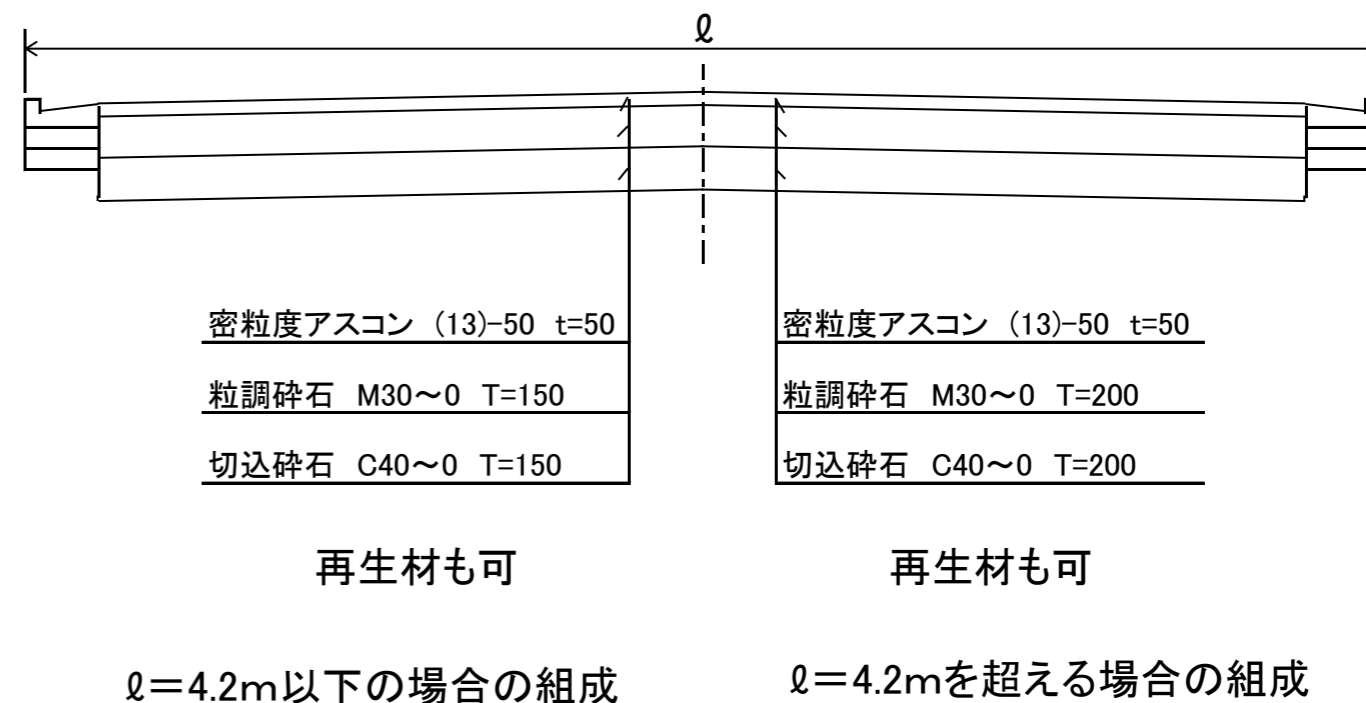 ℓ
密粒度アスコン (13)-50 t=50
粒調砕石 M30～0 T=150
切込砕石 C40～0 T=150
再生材も可
ℓ＝4.2m以下の場合の組成
密粒度アスコン (13)-50 t=50
粒調砕石 M30～0 T=200
切込砕石 C40～0 T=200
再生材も可
ℓ＝4.2mを超える場合の組成